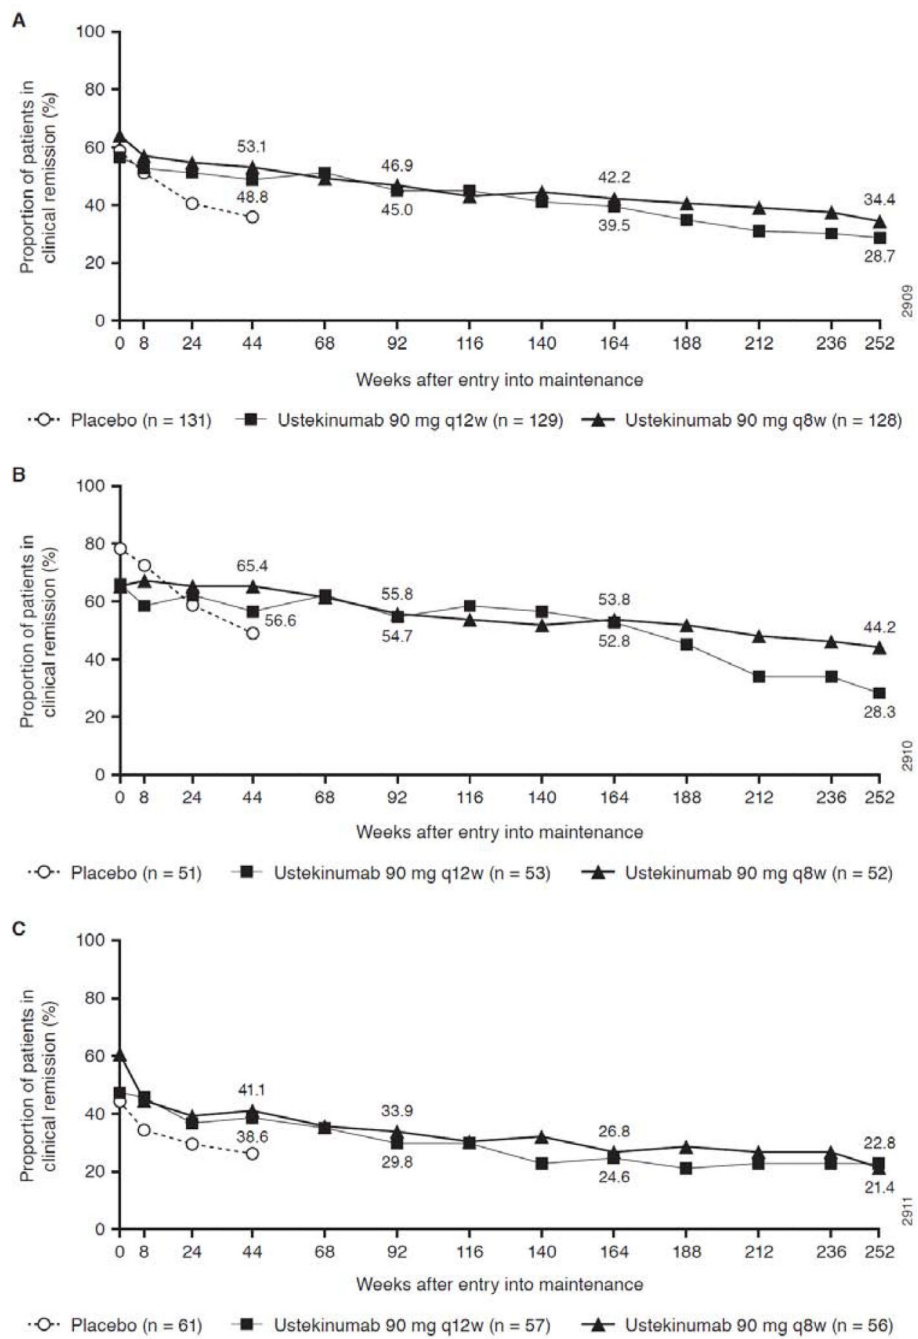 A
Proportion of patients in
clinical remission (%)
100
80
60
40
20
0
53.1
48.8
46.9
45.0
42.2
39.5
34.4
28.7
2909
0 8 24 44 68 92 116 140 164 188 212 236 252
Weeks after entry into maintenance
Placebo (n = 131) Ustekinumab 90 mg q12w (n = 129) Ustekinumab 90 mg q8w (n = 128)
B
Proportion of patients in
clinical remission (%)
100
80
60
40
20
0
65.4
56.6
55.8
54.7
53.8
52.8
44.2
28.3
2910
0 8 24 44 68 92 116 140 164 188 212 236 252
Weeks after entry into maintenance
Placebo (n = 51) Ustekinumab 90 mg q12w (n = 53) Ustekinumab 90 mg q8w (n = 52)
C
Proportion of patients in
clinical remission (%)
100
80
60
40
20
0
41.1
38.6
33.9
29.8
26.8
24.6
22.8
21.4
2911
0 8 24 44 68 92 116 140 164 188 212 236 252
Weeks after entry into maintenance
Placebo (n = 61) Ustekinumab 90 mg q12w (n = 57) Ustekinumab 90 mg q8w (n = 56)